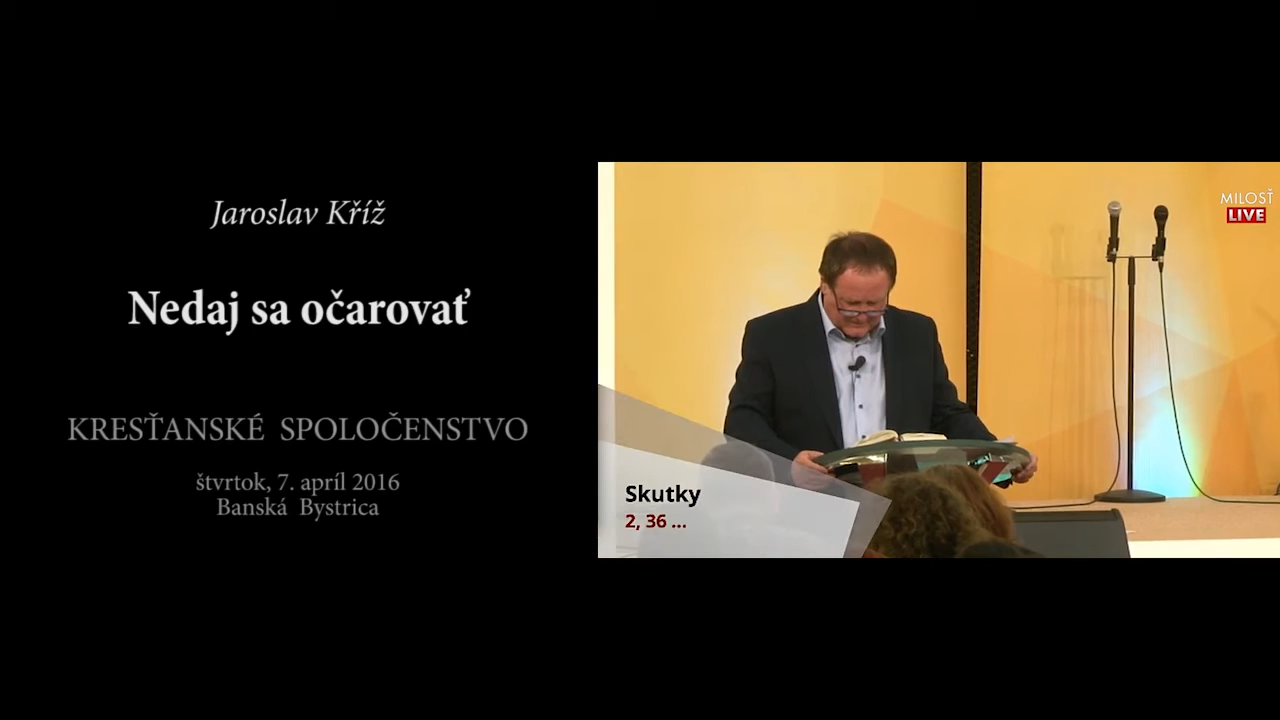 Jaroslav Kříž
Nedaj sa očarovať
KRESŤANSKÉ SPOLOČENSTVO
štvrtok, 7. apríl 2016
Banská Bystrica
MILOSŤ
LIVE
Skutky
2, 36 ...